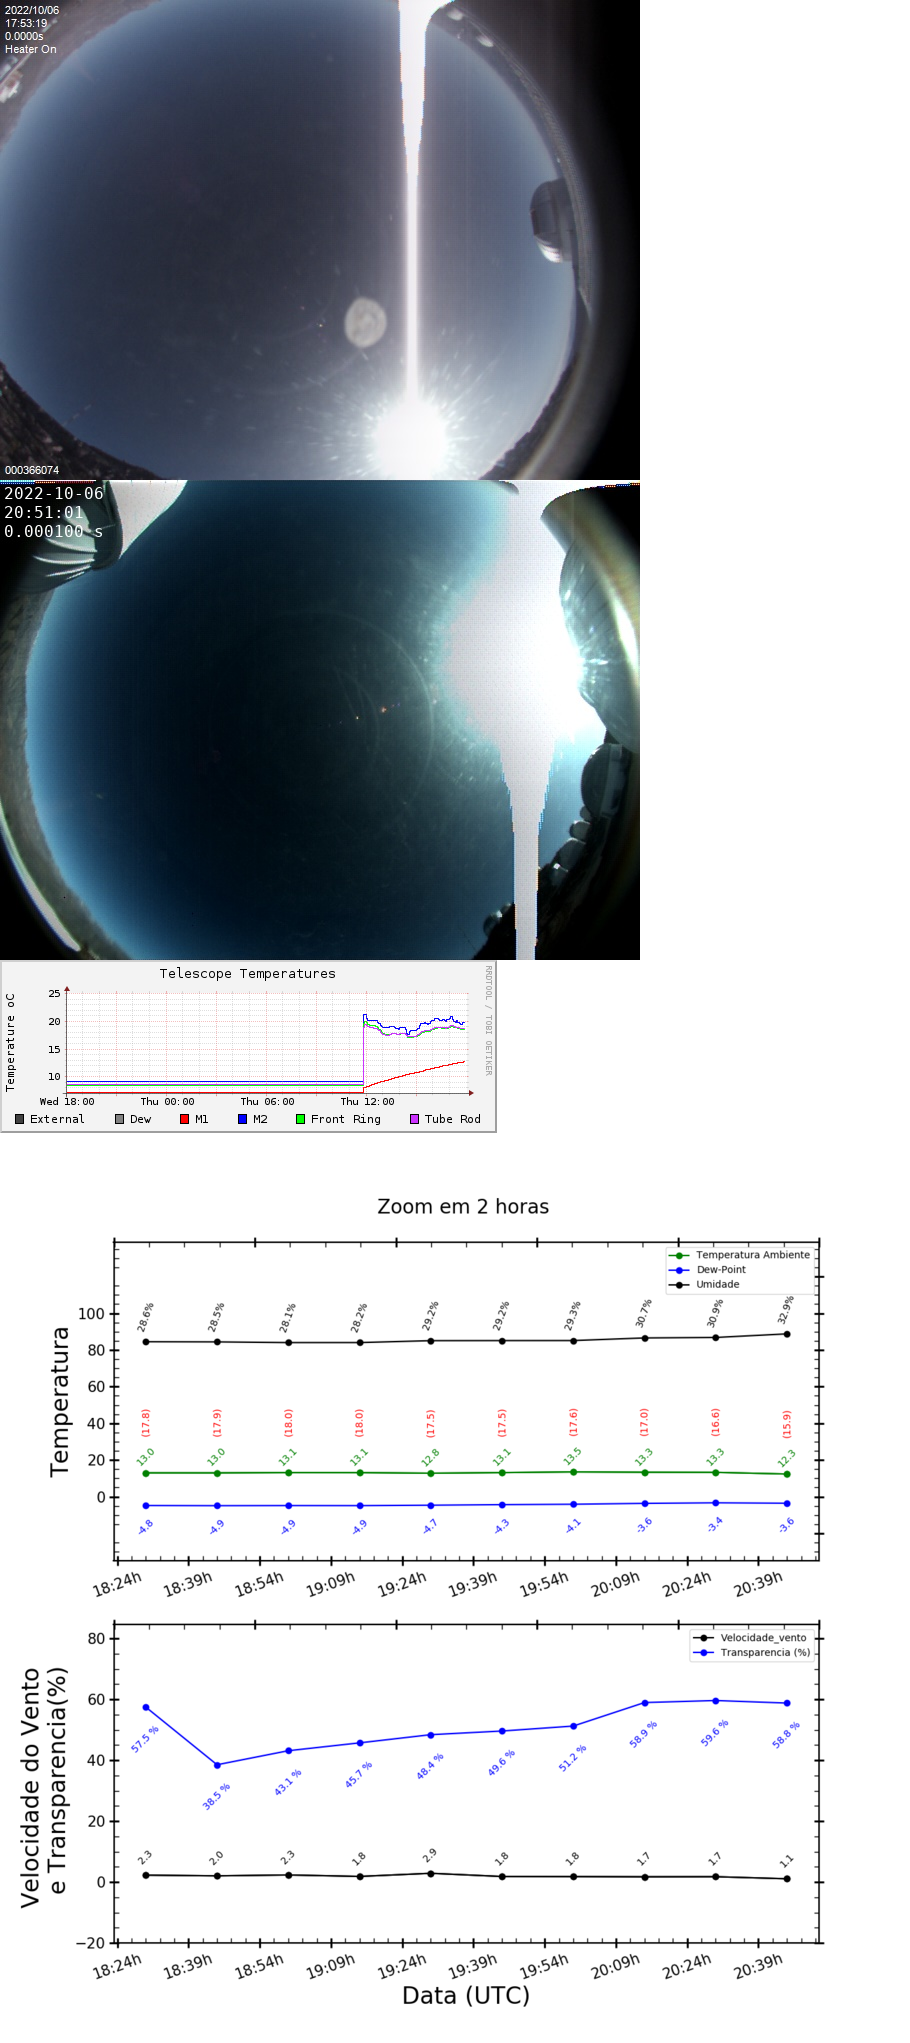 2022/10/06
17:53:19
0.0000s
Heater On
000366074
2022-10-06
20:51:01
0.000100 s
Telescope Temperatures
RRDTOOL / TOBI OETIKER
Temperature oC
25
20
15
10
Wed 18:00 Thu 00:00 Thu 06:00 Thu 12:00
External Dew M1 M2 Front Ring Tube Rod
Zoom em 2 horas
Temperatura Ambiente
Dew-Point
Umidade
Temperatura
100
80
60
40
20
0
28.6% 28.5% 28.1% 28.2% 29.2% 29.2% 29.3% 30.7% 30.9% 32.9%
(17.8) (17.9) (18.0) (18.0) (17.5) (17.5) (17.6) (17.0) (16.6) (15.9)
13.0 13.0 13.1 13.1 12.8 13.1 13.5 13.3 13.3 12.3
-4.8 -4.9 -4.9 -4.9 -4.7 -4.3 -4.1 -3.6 -3.4 -3.6
18:24h 18:39h 18:54h 19:09h 19:24h 19:39h 19:54h 20:09h 20:24h 20:39h
Velocidade_vento
Transparencia (%)
Velocidade do Vento
e Transparencia(%)
80
60
40
20
0
−20
57.5 % 38.5 % 43.1 % 45.7 % 48.4 % 49.6 % 51.2 % 58.9 % 59.6 % 58.8 %
2.3 2.0 2.3 1.8 2.9 1.8 1.8 1.7 1.7 1.1
18:24h 18:39h 18:54h 19:09h 19:24h 19:39h 19:54h 20:09h 20:24h 20:39h
Data (UTC)